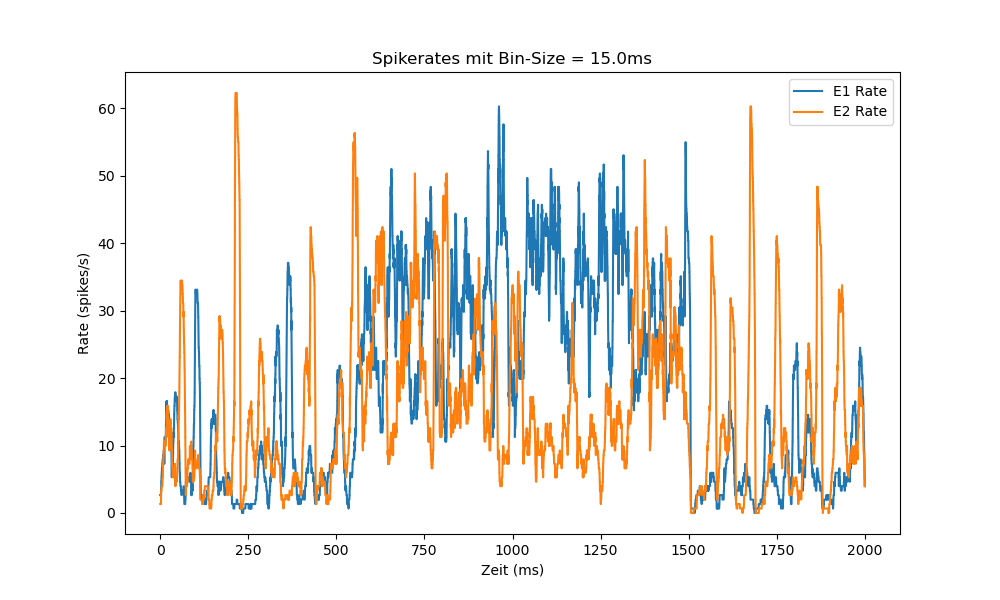 Spikerates mit Bin-Size = 15.0ms
E1 Rate
E2 Rate
Rate (spikes/s)
60
50
40
30
20
10
0
0 250 500 750 1000 1250 1500 1750 2000
Zeit (ms)